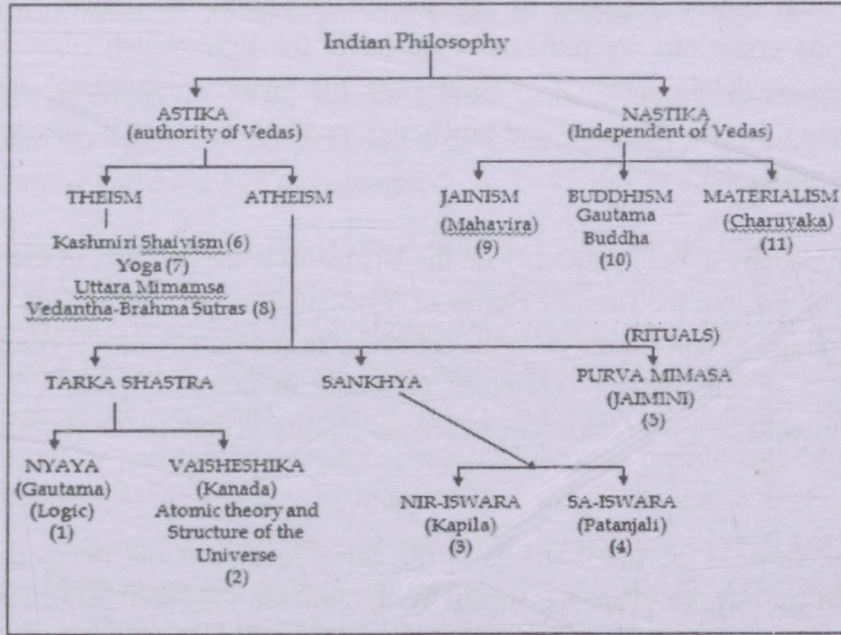 Indian Philosophy
ASTIKA
(authority of Vedas)
NASTIKA
(Independent of Vedas)
THEISM
ATHEISM
JAINISM
(Mahavira)
(9)
BUDDHISM
Gautama
Buddha
(10)
MATERIALISM
(Charuvaka)
(11)
Kashmiri Shaivism (6)
Yoga (7)
Uttara Mimamsa
Vedantha-Brahma Sutras (8)
(RITUALS)
TARKA SHASTRA
SANKHYA
PURVA MIMASA
(JAIMINI)
(5)
NYAYA
(Gautama)
(Logic)
(1)
VAISHESHIKA
(Kanada)
Atomic theory and
Structure of the
Universe
(2)
NIR-ISWARA
(Kapila)
(3)
SA-ISWARA
(Patanjali)
(4)